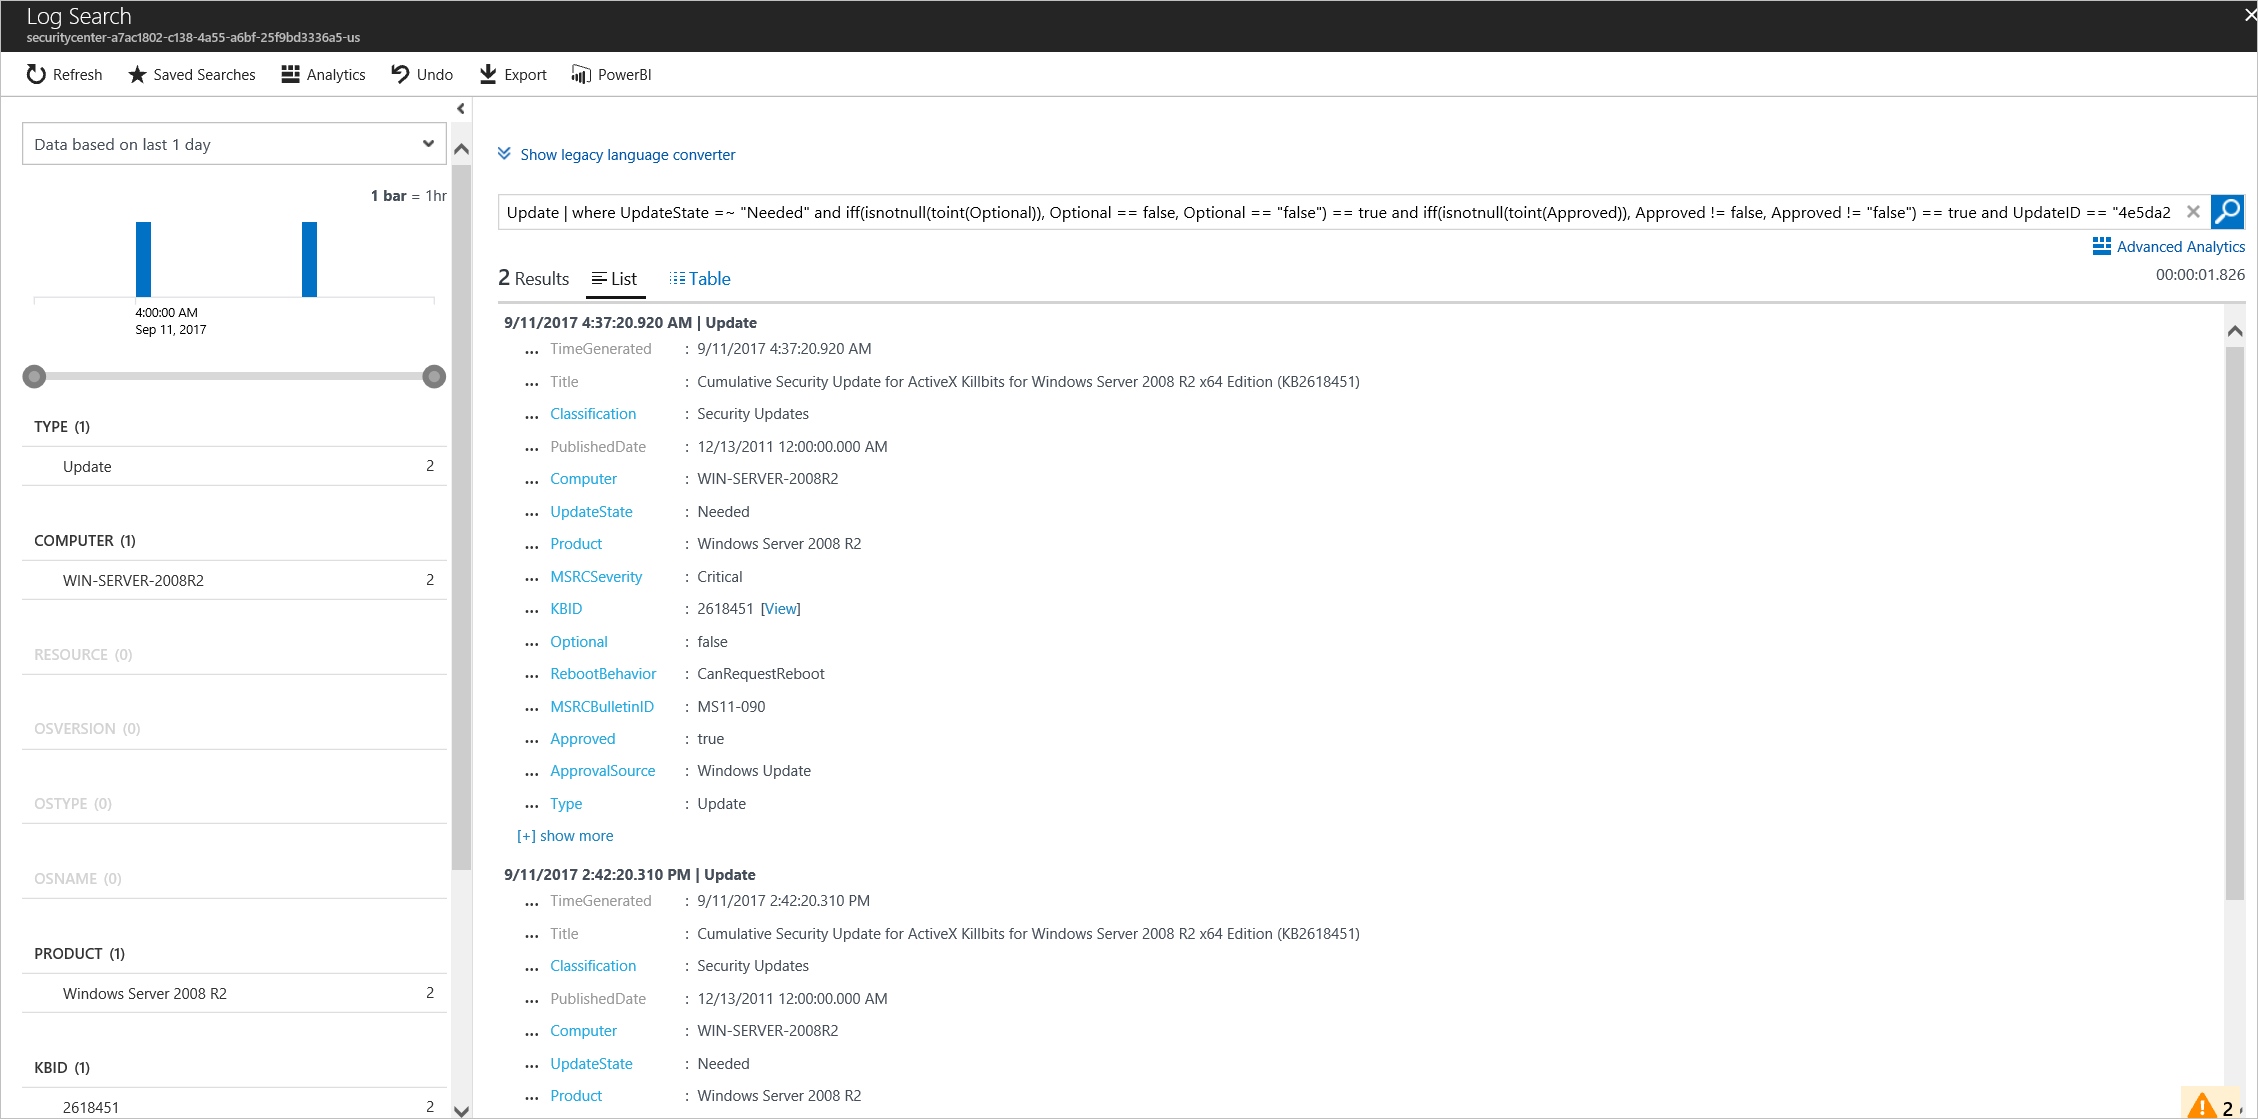 Log Search
securitycenter-a7ac1802-c138-4a55-a6bf-25f9bd3336a5-us
Refresh Saved Searches Analytics Undo Export PowerBI
Data based on last 1 day
1 bar = 1hr
4:00:00 AM
Sep 11, 2017
TYPE (1)
Update 2
COMPUTER (1)
WIN-SERVER-2008R2 2
RESOURCE (0)
OSVERSION (0)
OSTYPE (0)
OSNAME (0)
PRODUCT (1)
Windows Server 2008 R2 2
KBID (1)
2618451 2
Show legacy language converter
Update | where UpdateState =~ "Needed" and iff(isnotnull(toint(Optional)), Optional == false, Optional == "false") == true and iff(isnotnull(toint(Approved)), Approved != false, Approved != "false") == true and UpdateID == "4e5da2
Advanced Analytics
2 Results List Table
00:00:01.826
9/11/2017 4:37:20.920 AM | Update
... TimeGenerated : 9/11/2017 4:37:20.920 AM
... Title : Cumulative Security Update for ActiveX Killbits for Windows Server 2008 R2 x64 Edition (KB2618451)
... Classification : Security Updates
... PublishedDate : 12/13/2011 12:00:00.000 AM
... Computer : WIN-SERVER-2008R2
... UpdateState : Needed
... Product : Windows Server 2008 R2
... MSRCSeverity : Critical
... KBID : 2618451 [View]
... Optional : false
... RebootBehavior : CanRequestReboot
... MSRCBulletinID : MS11-090
... Approved : true
... ApprovalSource : Windows Update
... Type : Update
[+] show more
9/11/2017 2:42:20.310 PM | Update
... TimeGenerated : 9/11/2017 2:42:20.310 PM
... Title : Cumulative Security Update for ActiveX Killbits for Windows Server 2008 R2 x64 Edition (KB2618451)
... Classification : Security Updates
... PublishedDate : 12/13/2011 12:00:00.000 AM
... Computer : WIN-SERVER-2008R2
... UpdateState : Needed
... Product : Windows Server 2008 R2
2